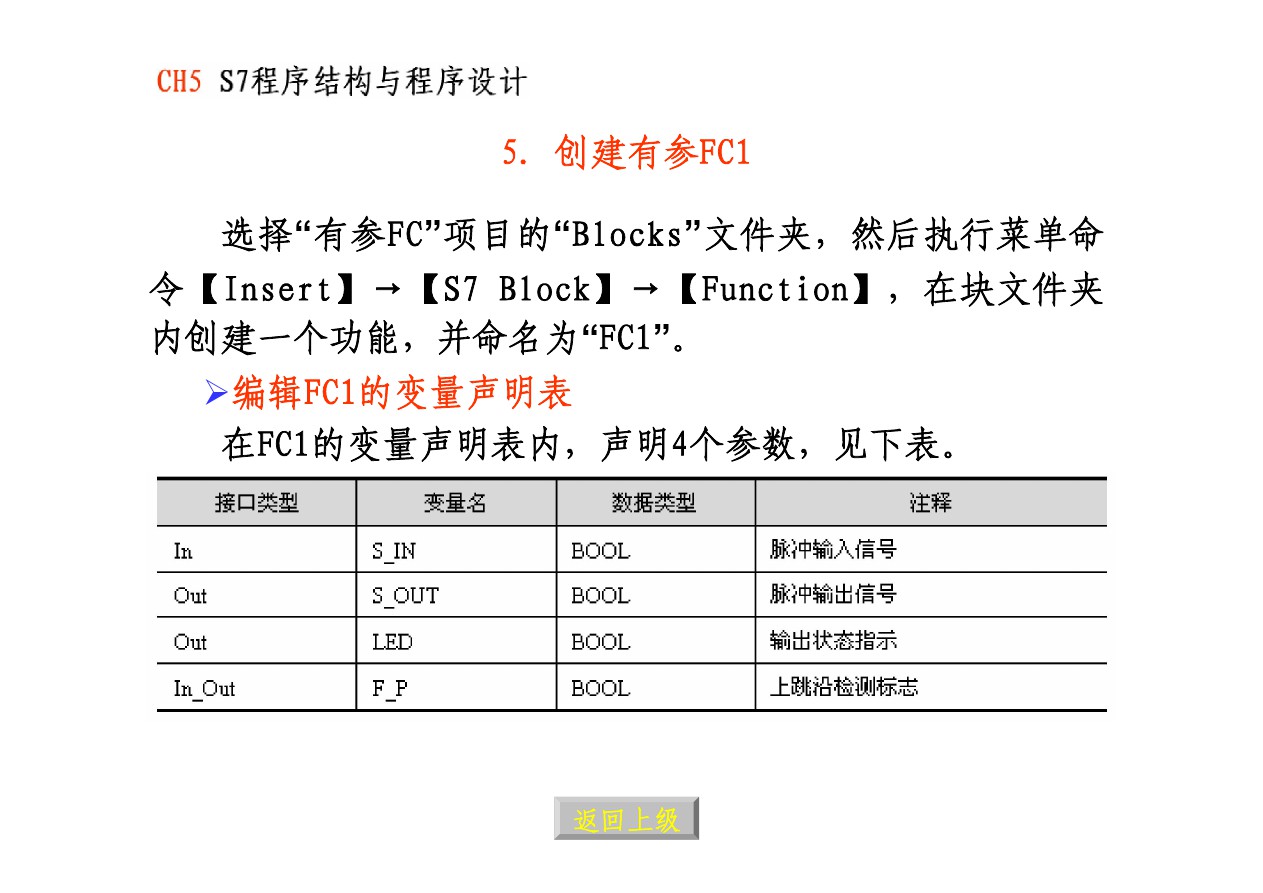 CH5 S7程序结构与程序设计
5. 创建有参FC1
选择“有参FC”项目的“Blocks”文件夹，然后执行菜单命
令【Insert】→【S7 Block】→【Function】，在块文件夹
内创建一个功能，并命名为“FC1”。
➢编辑FC1的变量声明表
在FC1的变量声明表内，声明4个参数，见下表。
接口类型 变量名 数据类型 注释
In S_IN BOOL 脉冲输入信号
Out S_OUT BOOL 脉冲输出信号
Out LED BOOL 输出状态指示
In_Out F_P BOOL 上跳沿检测标志
返回上级